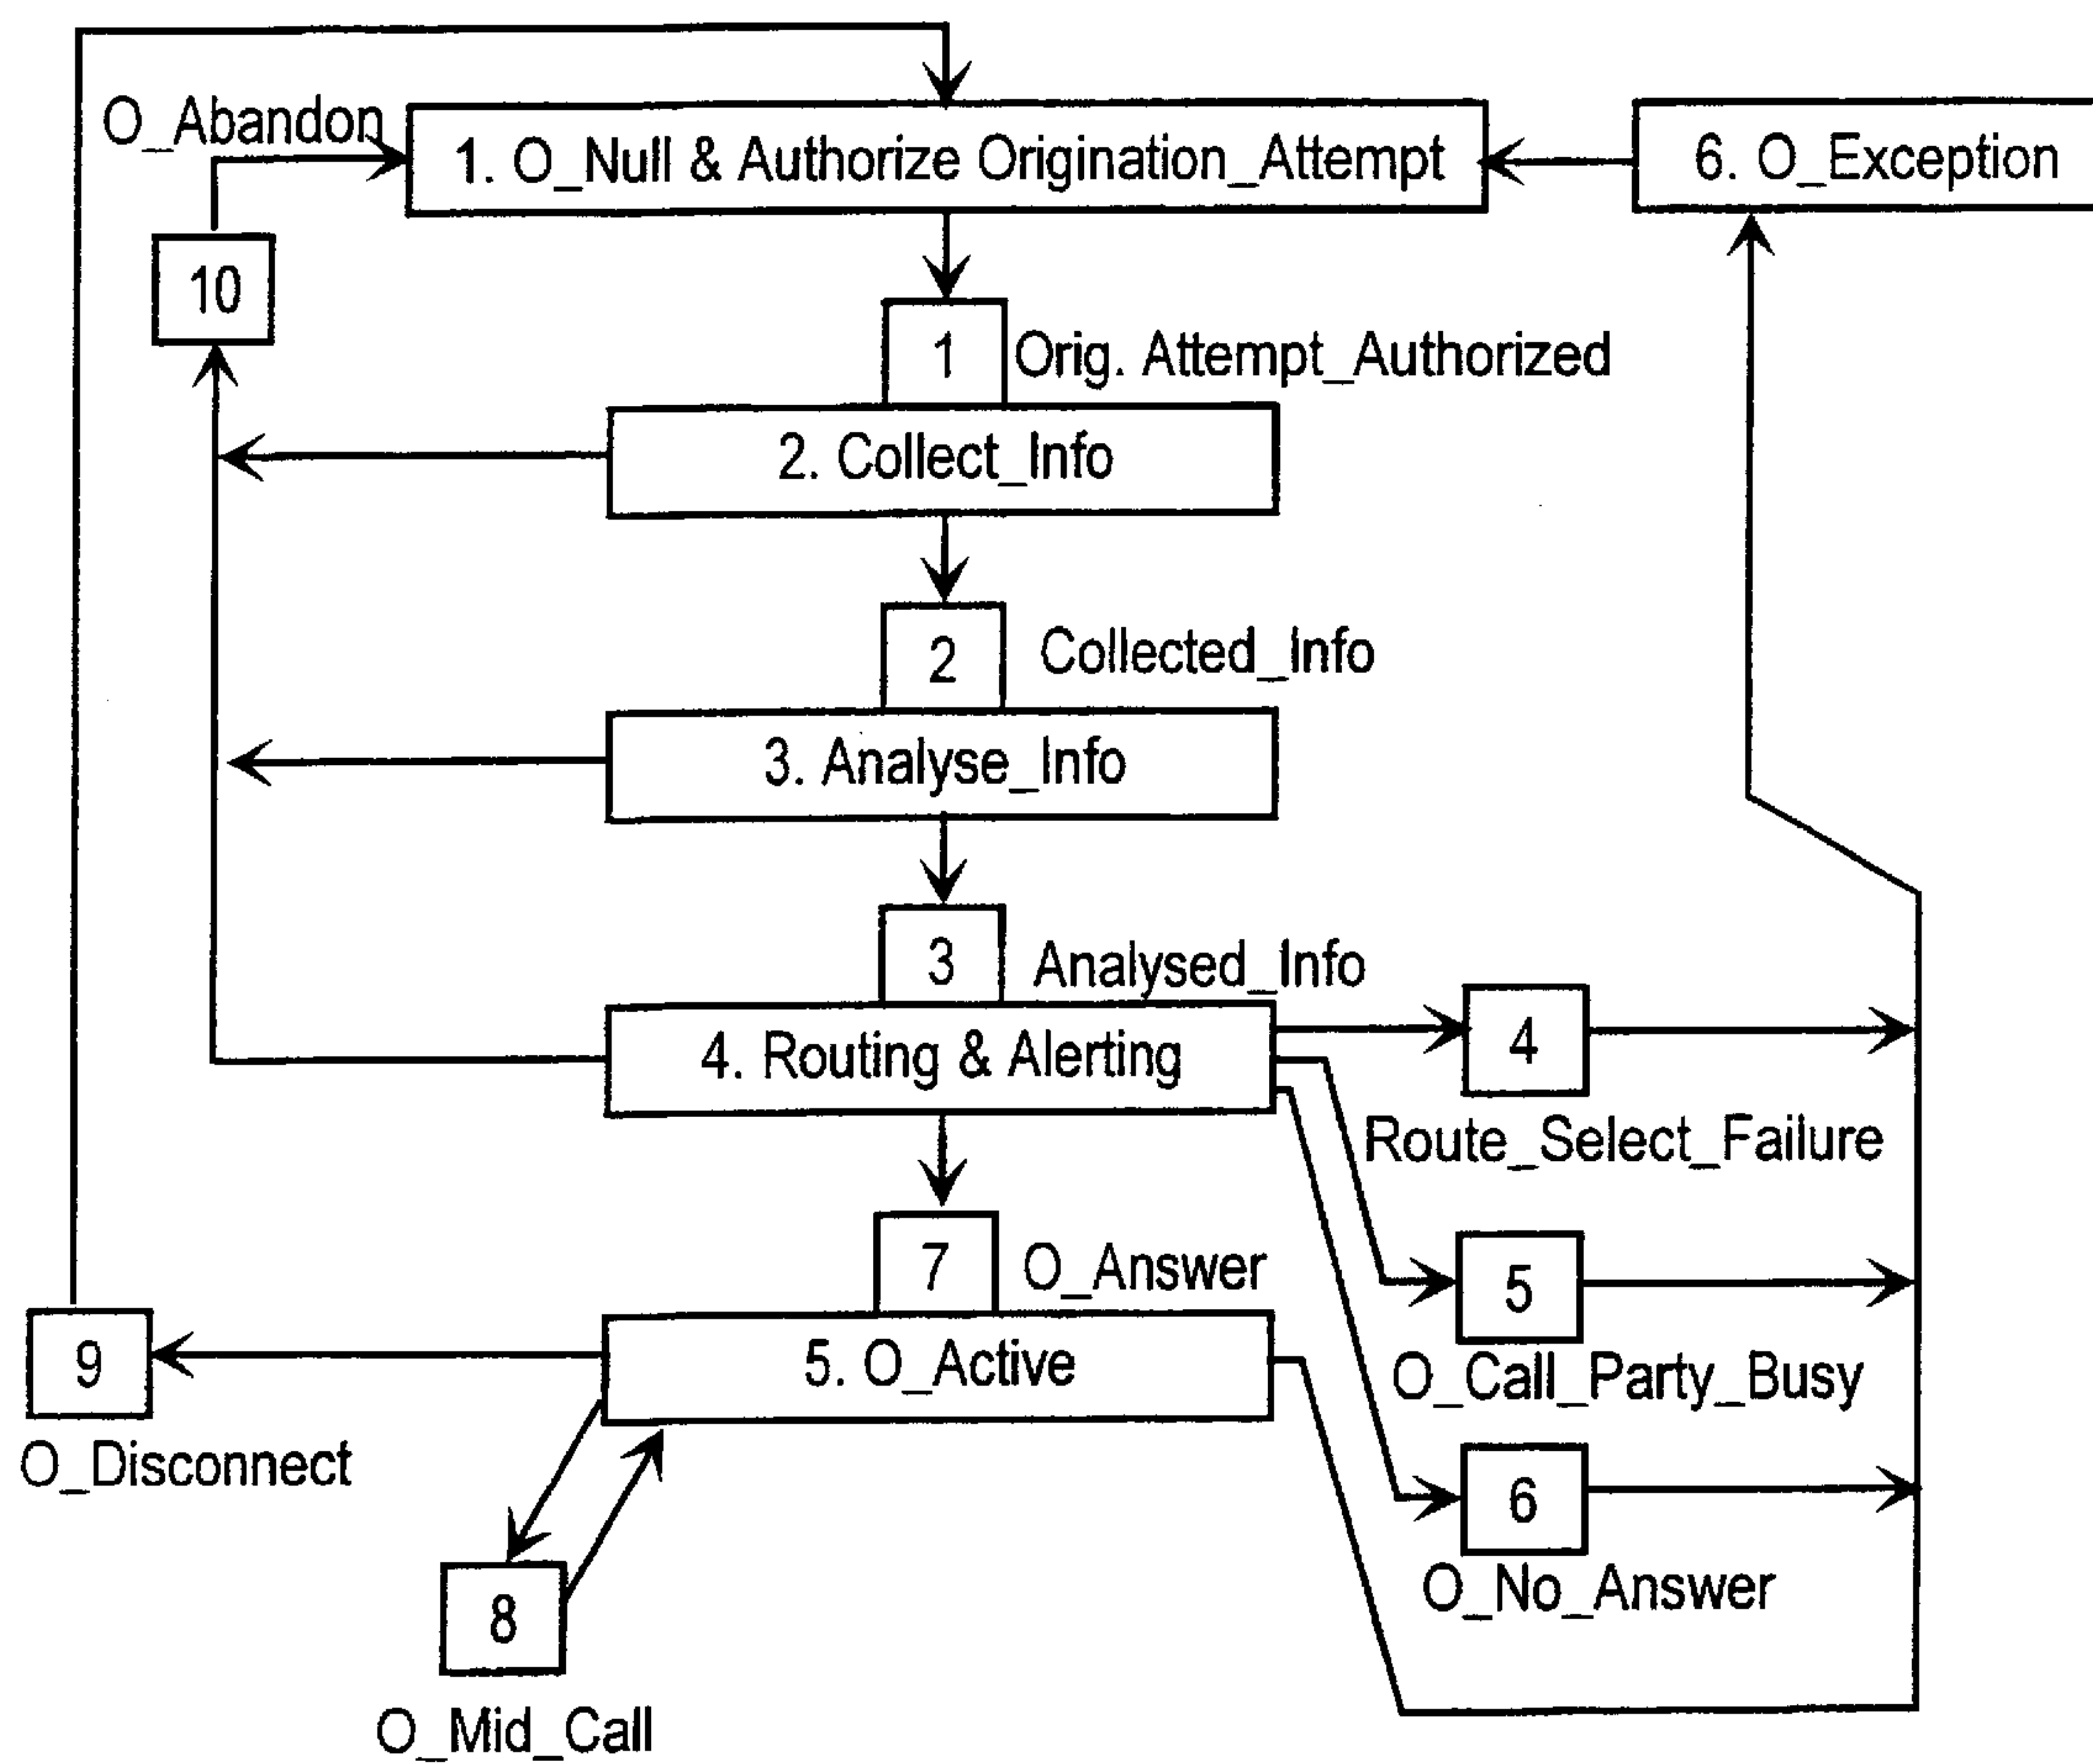 O_Abandon
1. O_Null & Authorize Origination_Attempt
6. O_Exception
10
1
Orig. Attempt_Authorized
2. Collect_Info
2
Collected_Info
3. Analyse_Info
3
Analysed_Info
4. Routing & Alerting
4
Route_Select_Failure
7
O_Answer
5
O_Call_Party_Busy
9
5. O_Active
O_Disconnect
6
O_No_Answer
8
O_Mid_Call